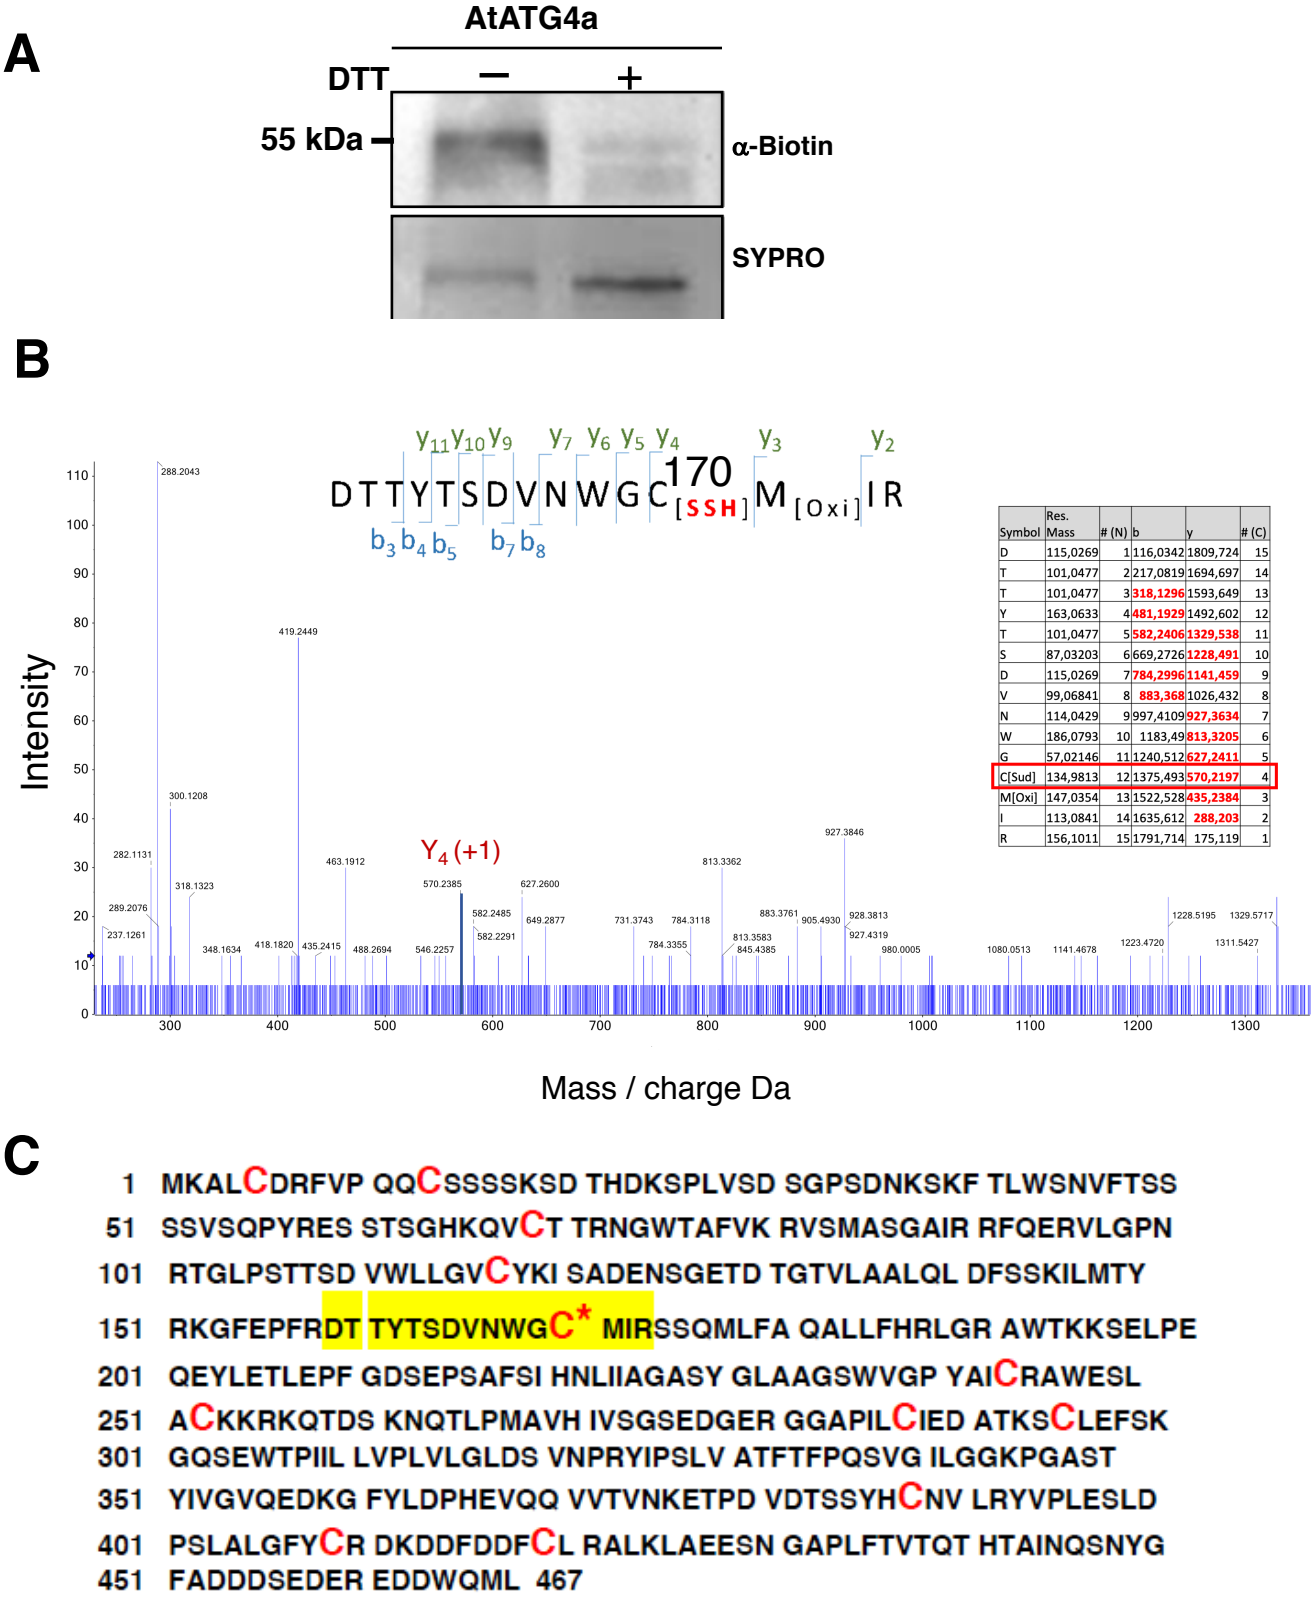 A
AtATG4a
DTT − +
55 kDa
α-Biotin
SYPRO
B
y11 y10 y9 y7 y6 y5 y4 y3 y2
DTTYTSDVNWGC170[SSH]M[Oxi]IR
b3 b4 b5 b7 b8
Intensity
110
100
90
80
70
60
50
40
30
20
10
0
288.2043
419.2449
300.1208
282.1131
318.1323
289.2076
237.1261
348.1634
418.1820
435.2415
463.1912
488.2694
546.2257
Y4 (+1)
570.2385
582.2485
582.2291
627.2600
649.2877
731.3743
784.3118
784.3355
813.3362
813.3583
845.4385
883.3761
905.4930
927.3846
928.3813
927.4319
980.0005
1080.0513
1141.4678
1223.4720
1228.5195
1311.5427
1329.5717
300 400 500 600 700 800 900 1000 1100 1200 1300
Mass / charge Da
Symbol Res. Mass # (N) b y # (C)
D 115,0269 1 116,0342 1809,724 15
T 101,0477 2 217,0819 1694,697 14
T 101,0477 3 318,1296 1593,649 13
Y 163,0633 4 481,1929 1492,602 12
T 101,0477 5 582,2406 1329,538 11
S 87,03203 6 669,2726 1228,491 10
D 115,0269 7 784,2996 1141,459 9
V 99,06841 8 883,368 1026,432 8
N 114,0429 9 997,4109 927,3634 7
W 186,0793 10 1183,49 813,3205 6
G 57,02146 11 1240,512 627,2411 5
C[Sud] 134,9813 12 1375,493 570,2197 4
M[Oxi] 147,0354 13 1522,528 435,2384 3
I 113,0841 14 1635,612 288,203 2
R 156,1011 15 1791,714 175,119 1
C
1 MKALCDRFVP QQCSSSSKSD THDKSPLVSD SGPSDNKSKF TLWSNVFTSS
51 SSVSQPYRES STSGHKQVCT TRNGWTAFVK RVSMASGAIR RFQERVLGPN
101 RTGLPSTTSD VWLLGVCYKI SADENSGETD TGTVLAALQL DFSSKILMTY
151 RKGFEPFRDT TYTSDVNWGC* MIRSSQMLFA QALLFHRLGR AWTKKSELPE
201 QEYLETLEPF GDSEPSAFSI HNLIIAGASY GLAAGSWVGP YAICRAWESL
251 ACKKRKQTDS KNQTLPMAVH IVSGSEDGER GGAPILCIED ATKSCLEFSK
301 GQSEWTPIIL LVPLVLGLDS VNPRYIPSLV ATFTFPQSVG ILGGKPGAST
351 YIVGVQEDKG FYLDPHEVQQ VVTVNKETPD VDTSSYHCNV LRYVPLESLD
401 PSLALGFYCR DKDDFDDFCL RALKLAEESN GAPLFTVTQT HTAINQSNYG
451 FADDDSEDER EDDWQML 467